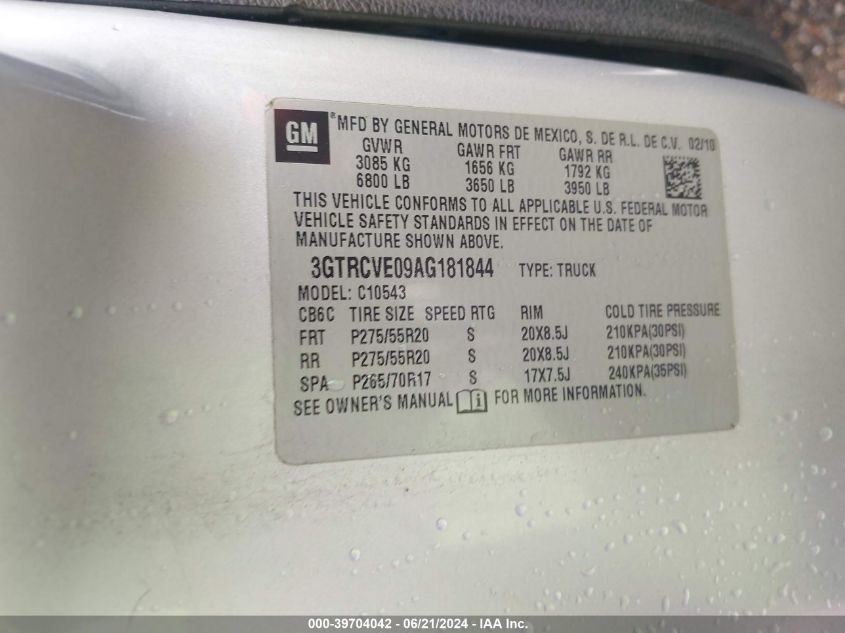 GM
®MFD BY GENERAL MOTORS DE MEXICO, S. DE R.L. DE C.V. 02/10
GVWR GAWR FRT GAWR RR
3085 KG 1656 KG 1792 KG
6800 LB 3650 LB 3950 LB
THIS VEHICLE CONFORMS TO ALL APPLICABLE U.S. FEDERAL MOTOR
VEHICLE SAFETY STANDARDS IN EFFECT ON THE DATE OF
MANUFACTURE SHOWN ABOVE.
3GTRCVE09AG181844 TYPE: TRUCK
MODEL: C10543
CB6C TIRE SIZE SPEED RTG RIM COLD TIRE PRESSURE
FRT P275/55R20 S 20X8.5J 210KPA(30PSI)
RR P275/55R20 S 20X8.5J 210KPA(30PSI)
SPA P265/70R17 S 17X7.5J 240KPA(35PSI)
SEE OWNER'S MANUAL i FOR MORE INFORMATION.
000-39704042 - 06/21/2024 - IAA Inc.